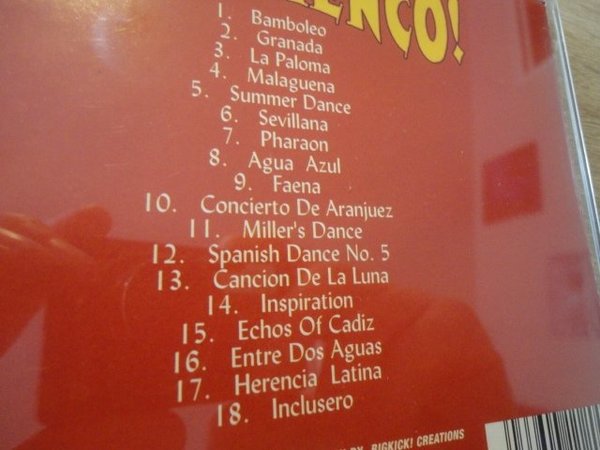 ENCO!
1. Bamboleo
2. Granada
3. La Paloma
4. Malaguena
5. Summer Dance
6. Sevillana
7. Pharaon
8. Agua Azul
9. Faena
10. Concierto De Aranjuez
11. Miller's Dance
12. Spanish Dance No. 5
13. Cancion De La Luna
14. Inspiration
15. Echos Of Cadiz
16. Entre Dos Aguas
17. Herencia Latina
18. Inclusero
BY BIGKICK! CREATIONS